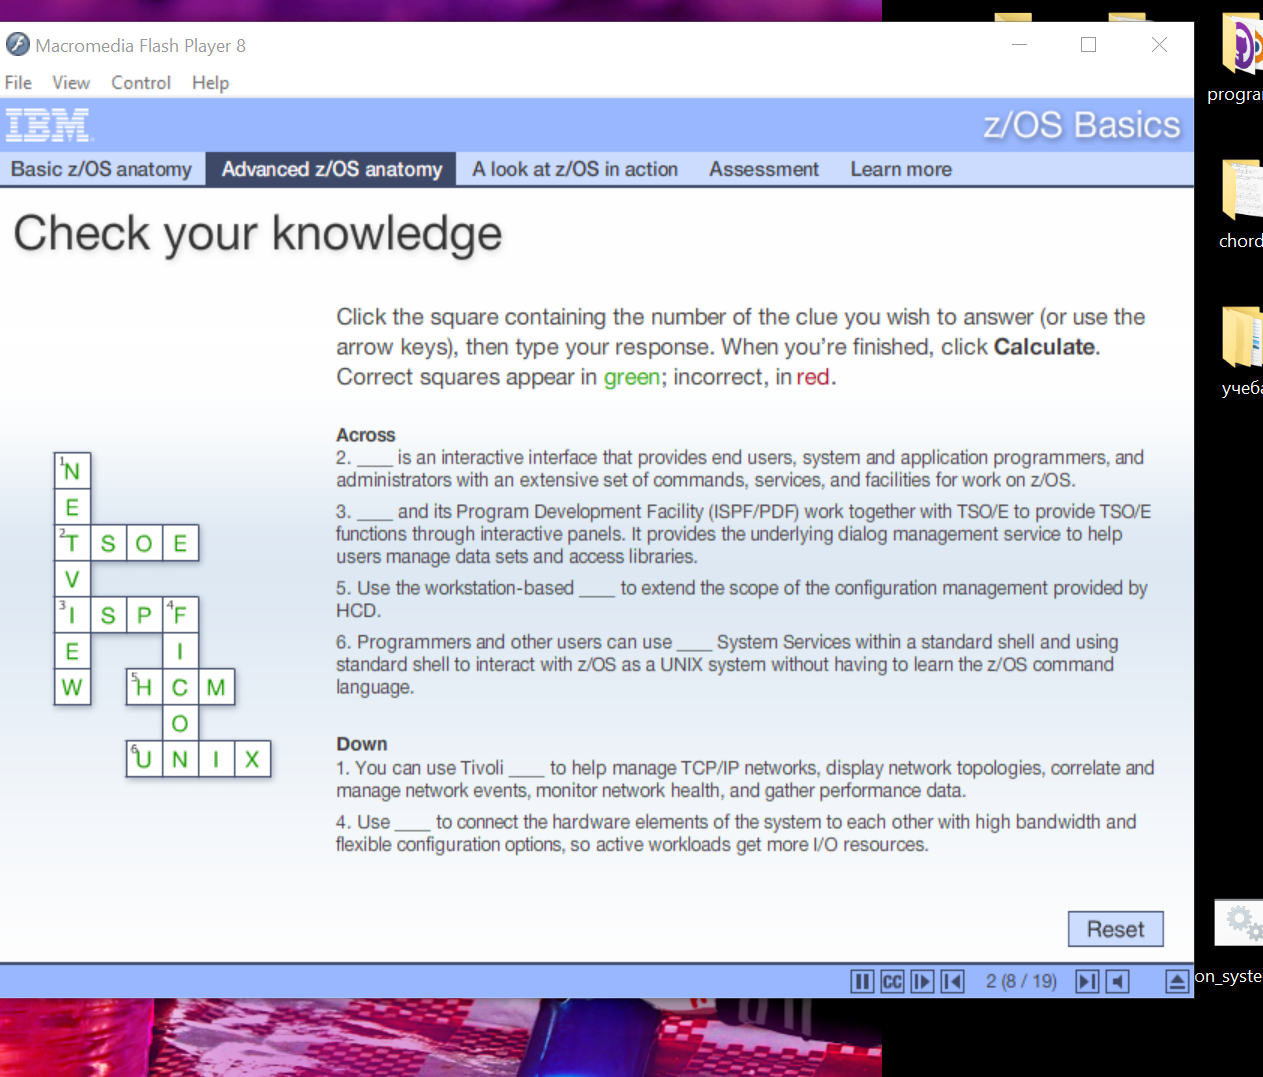 Macromedia Flash Player 8
File View Control Help
IBM
z/OS Basics
Basic z/OS anatomy Advanced z/OS anatomy A look at z/OS in action Assessment Learn more
Check your knowledge
Click the square containing the number of the clue you wish to answer (or use the
arrow keys), then type your response. When you're finished, click Calculate.
Correct squares appear in green; incorrect, in red.
Across
2. ____ is an interactive interface that provides end users, system and application programmers, and
administrators with an extensive set of commands, services, and facilities for work on z/OS.
3. ____ and its Program Development Facility (ISPF/PDF) work together with TSO/E to provide TSO/E
functions through interactive panels. It provides the underlying dialog management service to help
users manage data sets and access libraries.
5. Use the workstation-based ____ to extend the scope of the configuration management provided by
HCD.
6. Programmers and other users can use ____ System Services within a standard shell and using
standard shell to interact with z/OS as a UNIX system without having to learn the z/OS command
language.
Down
1. You can use Tivoli ____ to help manage TCP/IP networks, display network topologies, correlate and
manage network events, monitor network health, and gather performance data.
4. Use ____ to connect the hardware elements of the system to each other with high bandwidth and
flexible configuration options, so active workloads get more I/O resources.
1 N
E
2 T S O E
V
3 I S P 4 F
E I
W 5 H C M
O
6 U N I X
Reset
CC 2 (8 / 19)
progra
chord
учеба
on_syste